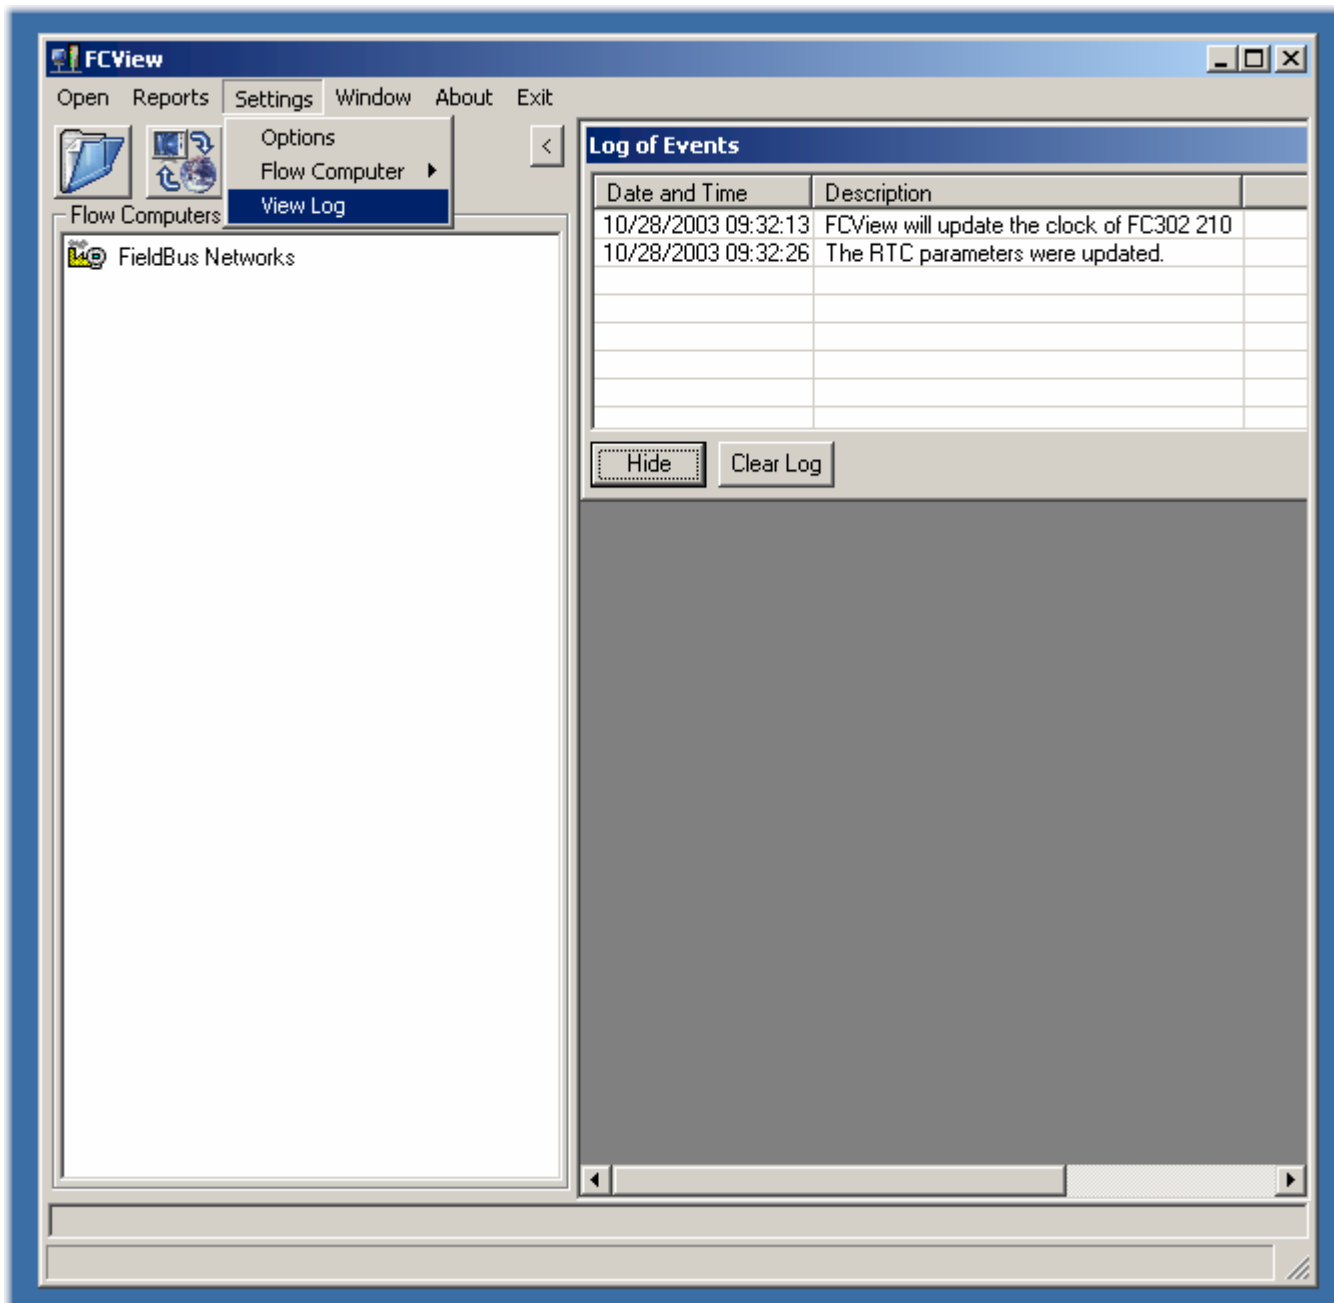 FCView
Open Reports Settings Window About Exit
Options
Flow Computer
View Log
<
Flow Computers
FieldBus Networks
Log of Events
Date and Time Description
10/28/2003 09:32:13 FCView will update the clock of FC302 210
10/28/2003 09:32:26 The RTC parameters were updated.
Hide Clear Log